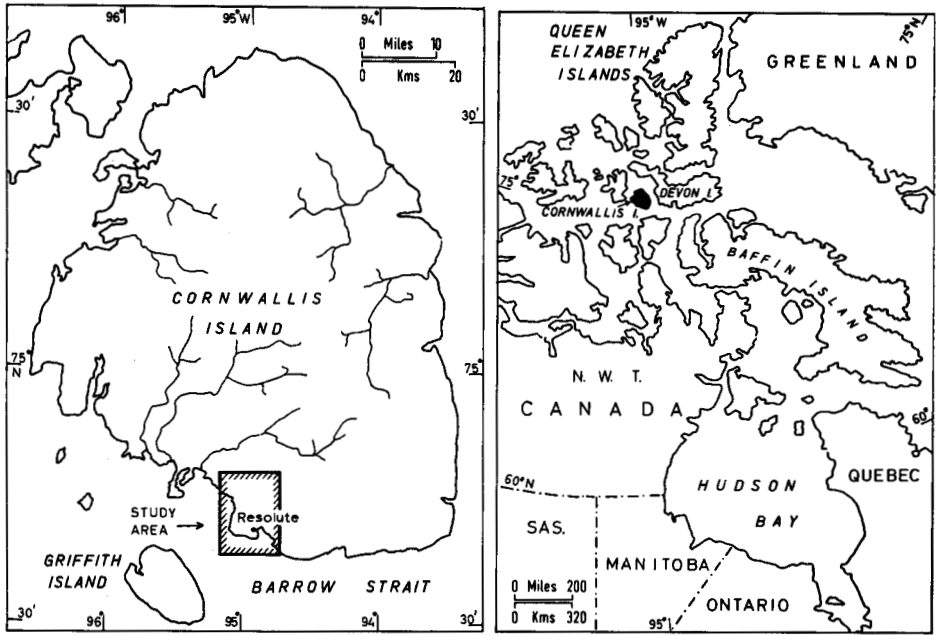 96°
95°W
94°
0 Miles 10
0 Kms 20
30'
30'
CORNWALLIS
ISLAND
75°
N
75°
STUDY
AREA
Resolute
GRIFFITH
ISLAND
BARROW STRAIT
30'
30'
96°
95°
94°
95°W
75°N
QUEEN
ELIZABETH
ISLANDS
GREENLAND
75°
DEVON I.
CORNWALLIS I.
BAFFIN ISLAND
N. W. T.
CANADA
60°
60°N
HUDSON
BAY
QUEBEC
SAS.
MANITOBA
ONTARIO
0 Miles 200
0 Kms 320
95°